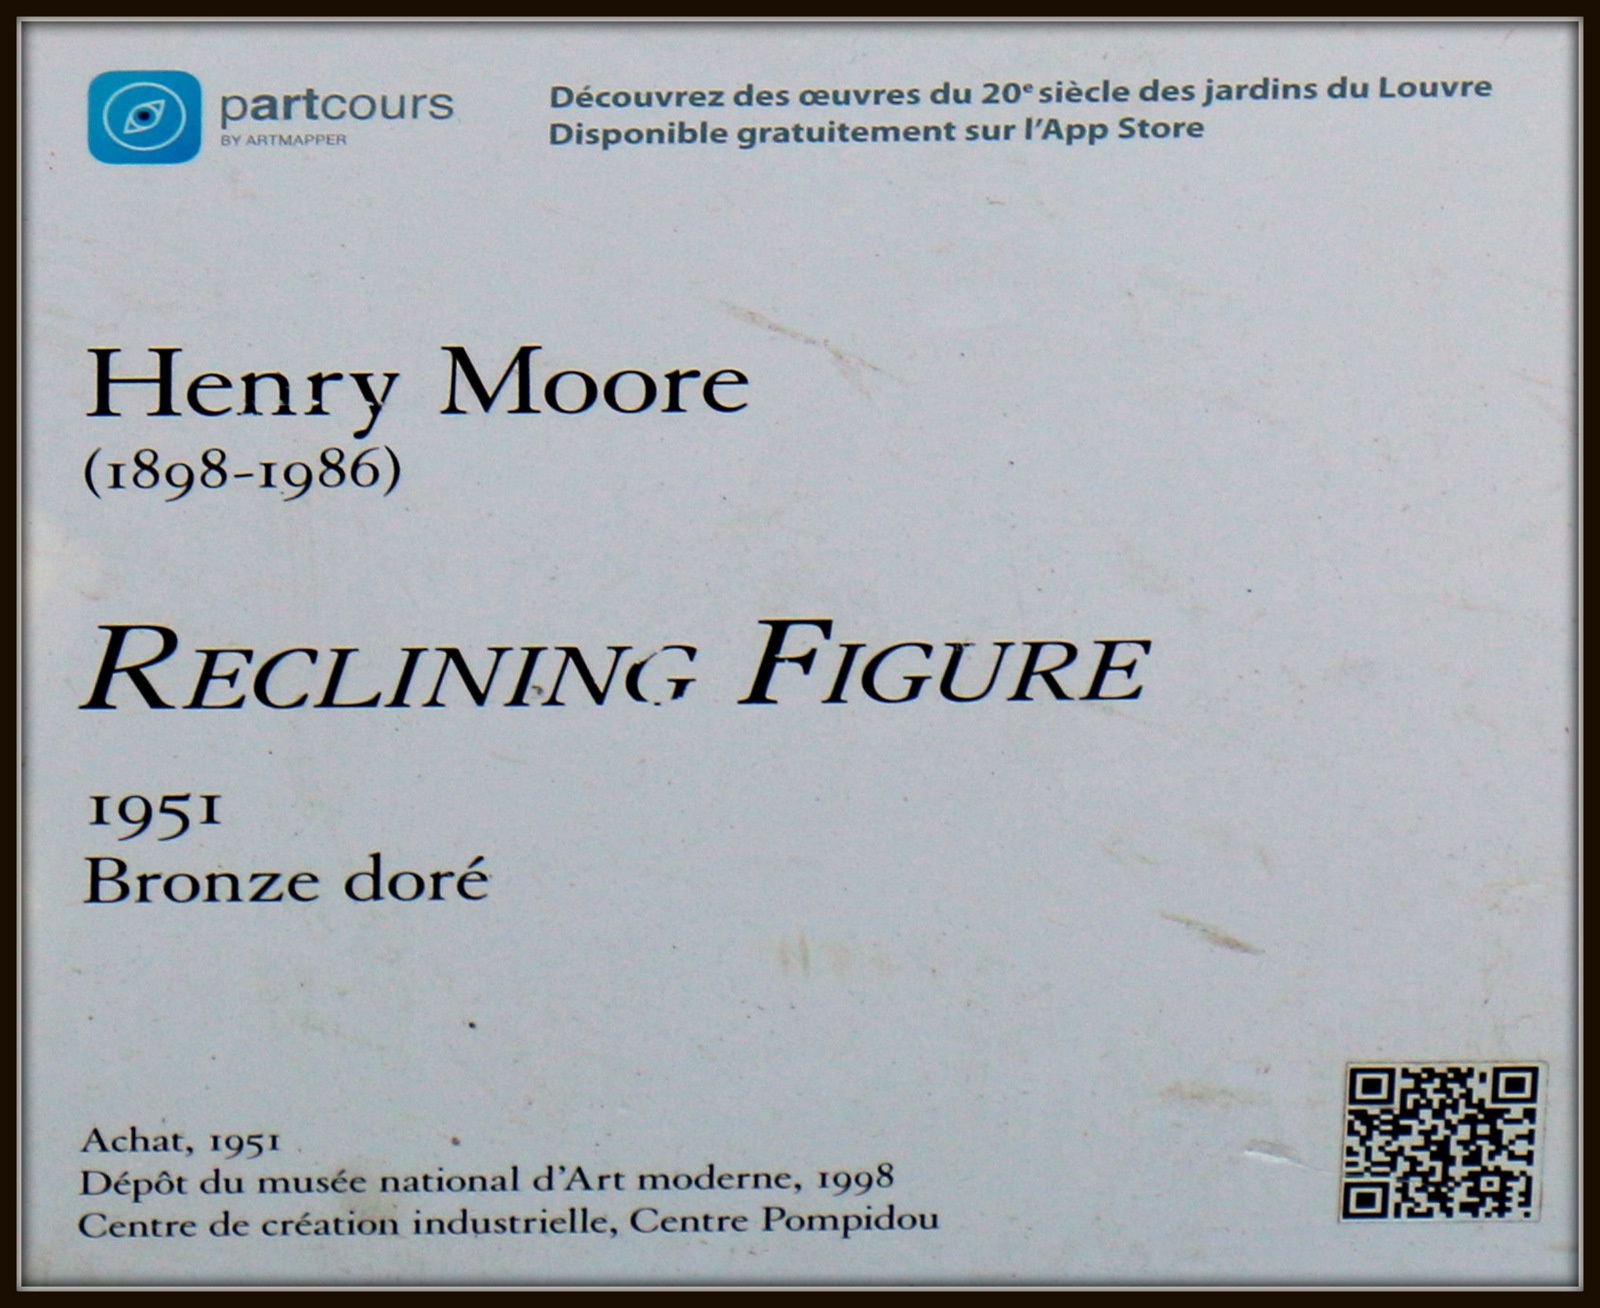 partcours
BY ARTMAPPER
Découvrez des œuvres du 20e siècle des jardins du Louvre
Disponible gratuitement sur l'App Store
Henry Moore
(1898-1986)
RECLINING FIGURE
1951
Bronze doré
Achat, 1951
Dépôt du musée national d'Art moderne, 1998
Centre de création industrielle, Centre Pompidou